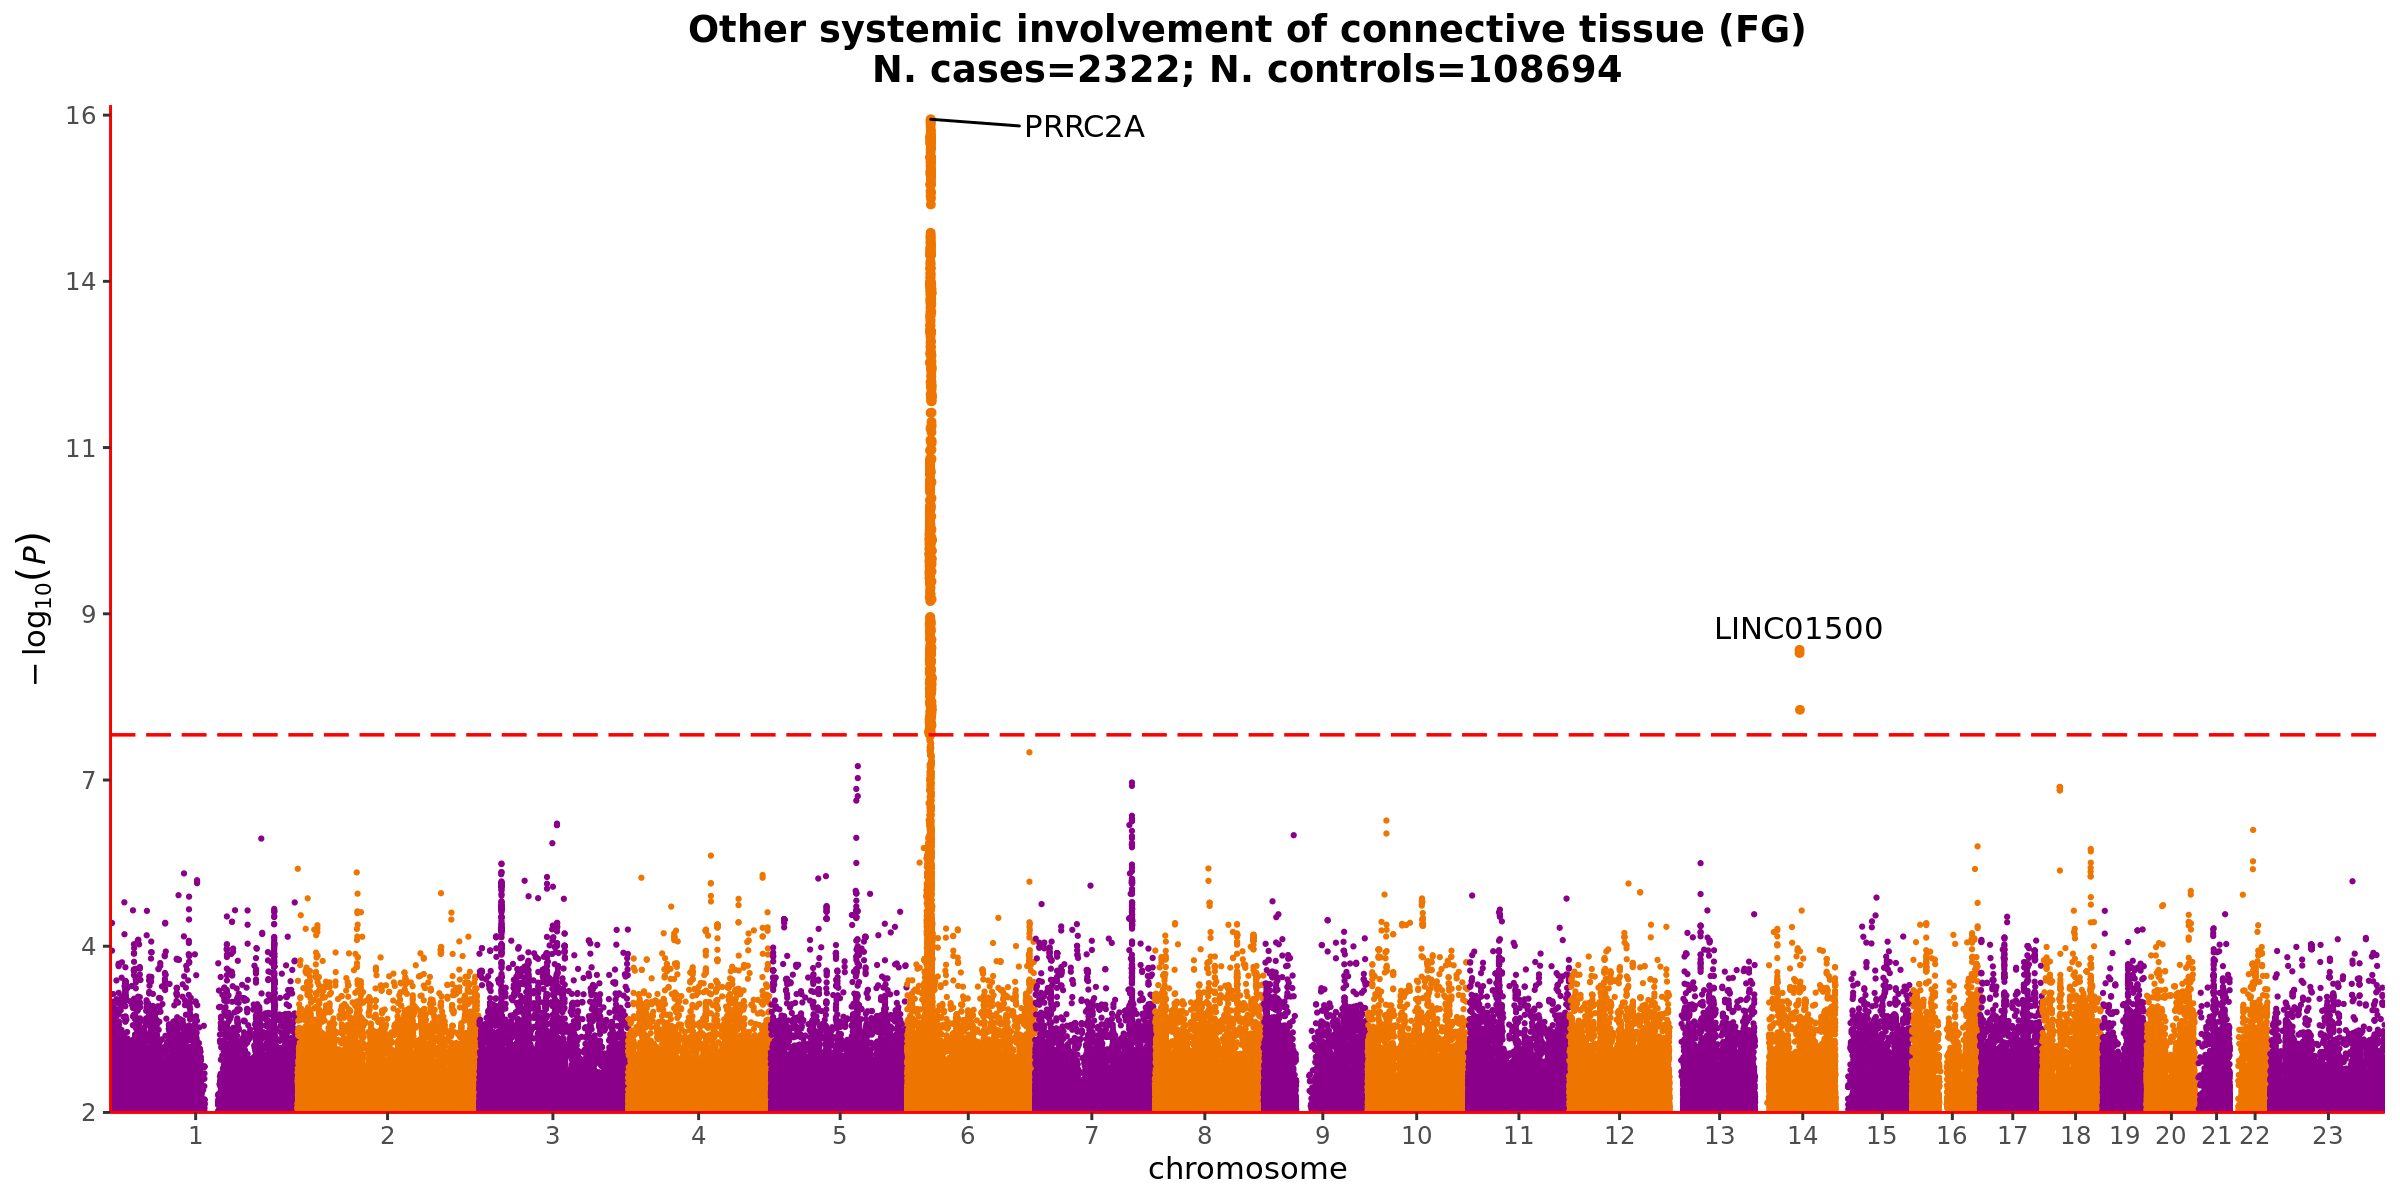 Other systemic involvement of connective tissue (FG)
N. cases=2322; N. controls=108694
16
PRRC2A
14
11
9
LINC01500
7
4
2
−log₁₀(P)
1 2 3 4 5 6 7 8 9 10 11 12 13 14 15 16 17 18 19 20 21 22 23
chromosome